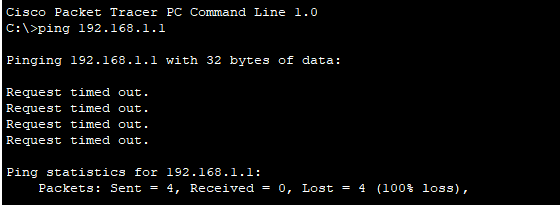 Cisco Packet Tracer PC Command Line 1.0
C:\>ping 192.168.1.1
Pinging 192.168.1.1 with 32 bytes of data:
Request timed out.
Request timed out.
Request timed out.
Request timed out.
Ping statistics for 192.168.1.1:
    Packets: Sent = 4, Received = 0, Lost = 4 (100% loss),